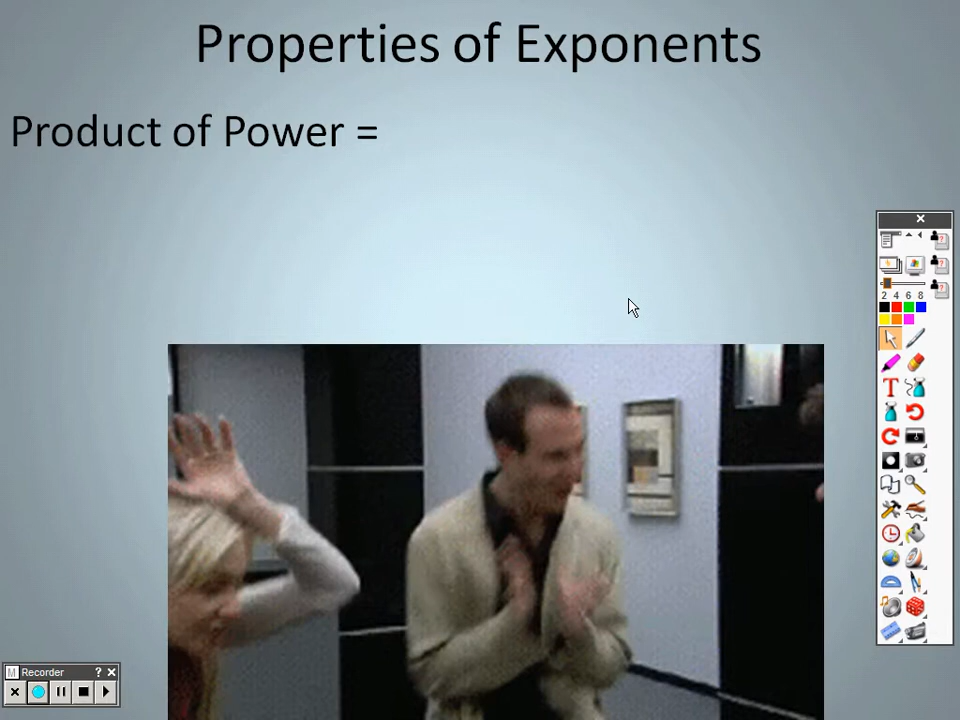 Properties of Exponents
Product of Power =
2 4 6 8
T
M Recorder ?